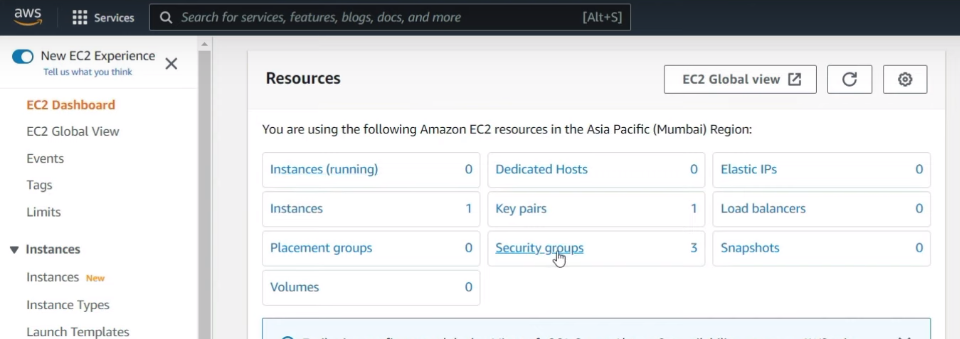 aws Services Search for services, features, blogs, docs, and more [Alt+S]
New EC2 Experience
Tell us what you think
EC2 Dashboard
EC2 Global View
Events
Tags
Limits
Instances
Instances New
Instance Types
Launch Templates
Resources EC2 Global view
You are using the following Amazon EC2 resources in the Asia Pacific (Mumbai) Region:
Instances (running) 0 Dedicated Hosts 0 Elastic IPs 0
Instances 1 Key pairs 1 Load balancers 0
Placement groups 0 Security groups 3 Snapshots 0
Volumes 0